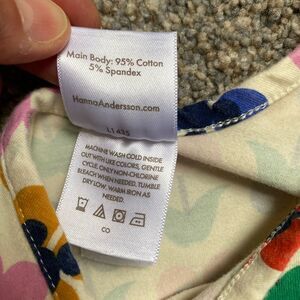 Main Body: 95% Cotton
5% Spandex
HannaAndersson.com
L1435
MACHINE WASH COLD INSIDE
OUT WITH LIKE COLORS, GENTLE
CYCLE. ONLY NON-CHLORINE
BLEACH WHEN NEEDED. TUMBLE
DRY LOW. WARM IRON AS
NEEDED.
CO